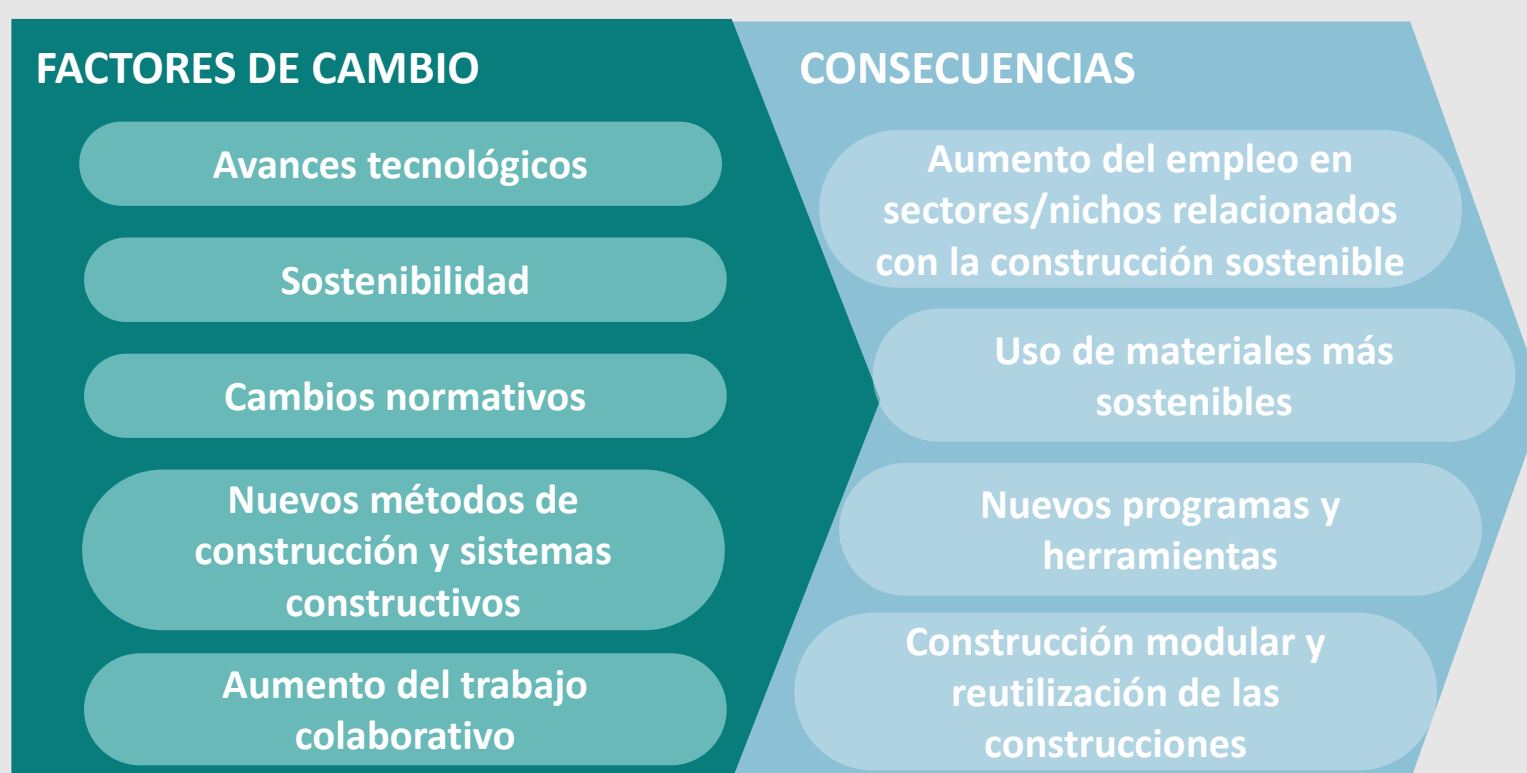 FACTORES DE CAMBIO
Avances tecnológicos
Sostenibilidad
Cambios normativos
Nuevos métodos de
construcción y sistemas
constructivos
Aumento del trabajo
colaborativo
CONSECUENCIAS
Aumento del empleo en
sectores/nichos relacionados
con la construcción sostenible
Uso de materiales más
sostenibles
Nuevos programas y
herramientas
Construcción modular y
reutilización de las
construcciones